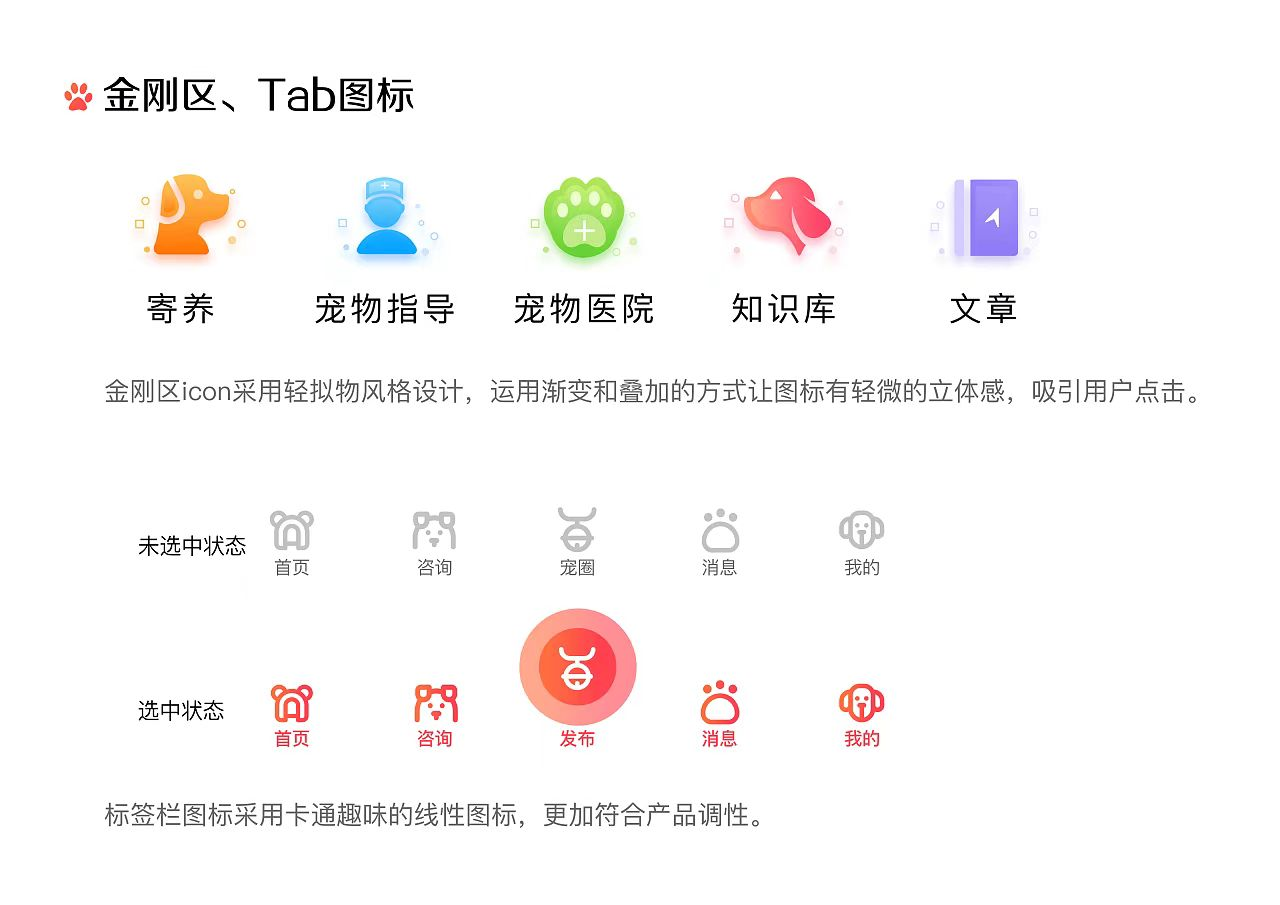 金刚区、Tab图标
寄养 宠物指导 宠物医院 知识库 文章
金刚区icon采用轻拟物风格设计，运用渐变和叠加的方式让图标有轻微的立体感，吸引用户点击。
未选中状态
首页 咨询 宠圈 消息 我的
选中状态
首页 咨询 发布 消息 我的
标签栏图标采用卡通趣味的线性图标，更加符合产品调性。